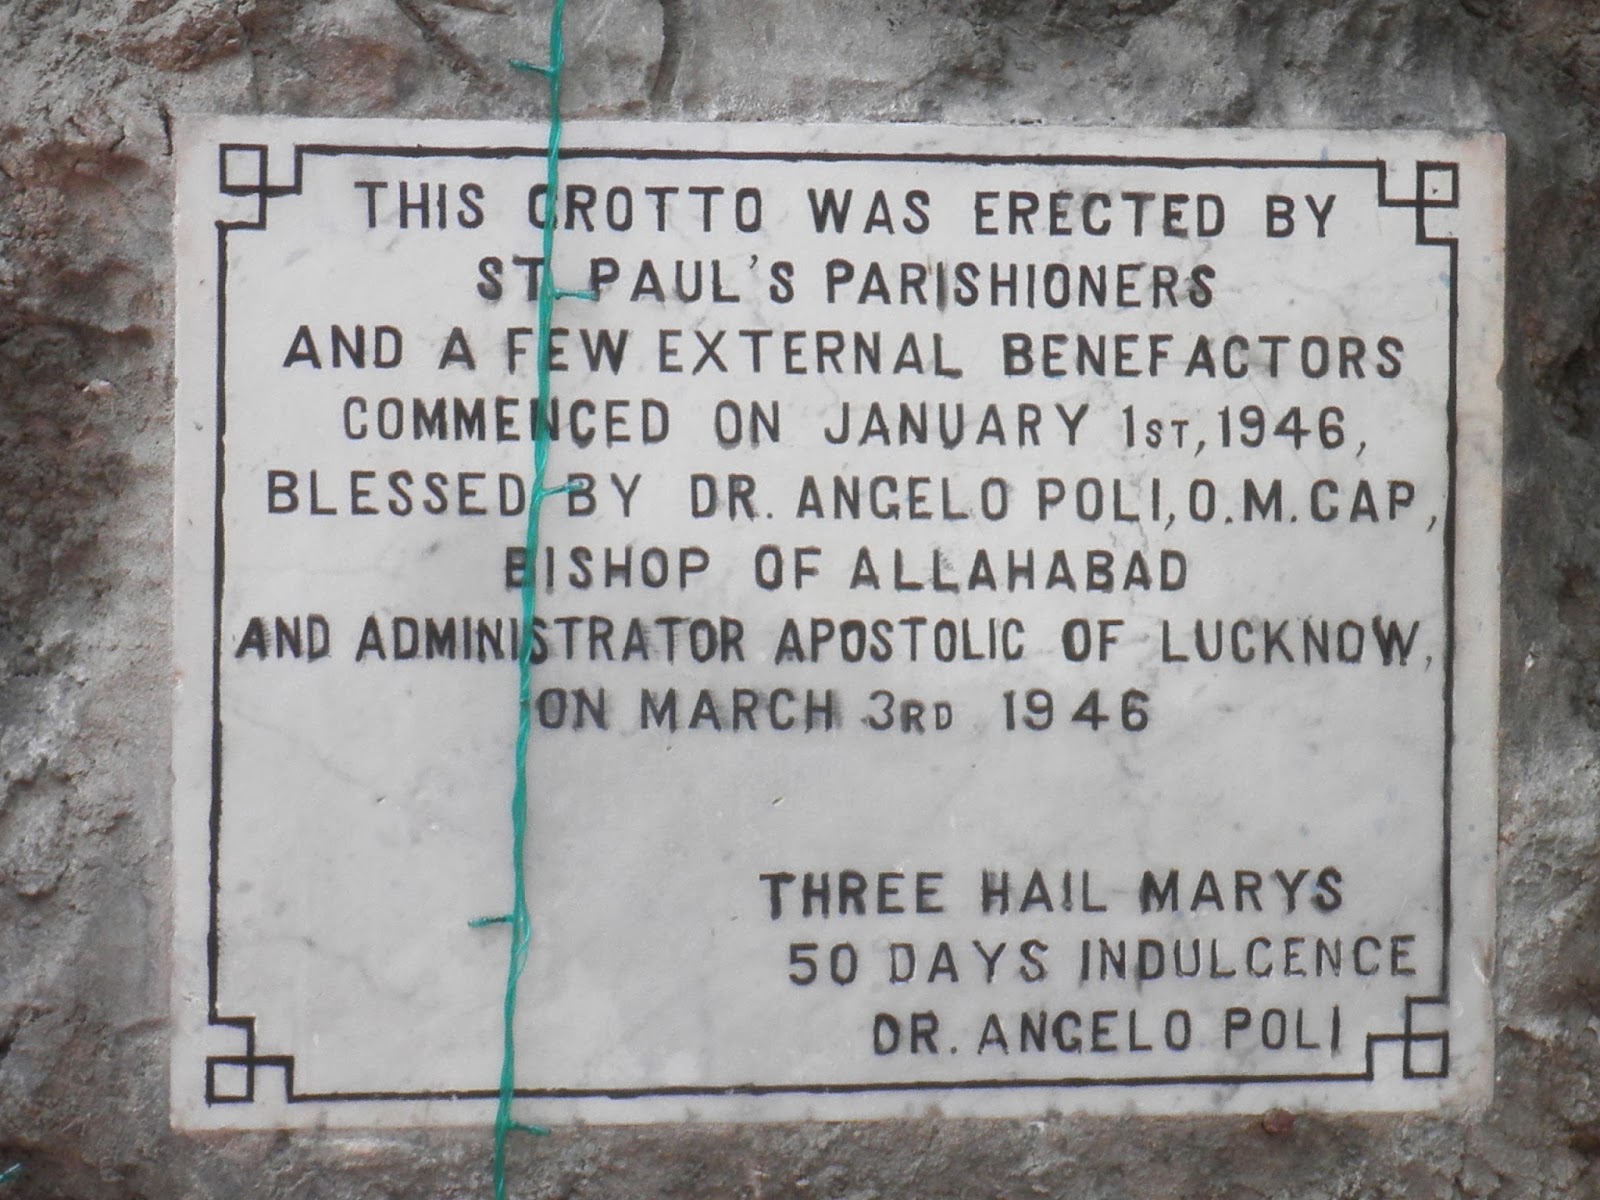 THIS GROTTO WAS ERECTED BY
ST. PAUL'S PARISHIONERS
AND A FEW EXTERNAL BENEFACTORS
COMMENCED ON JANUARY 1ST, 1946,
BLESSED BY DR. ANGELO POLI, O.M.CAP,
BISHOP OF ALLAHABAD
AND ADMINISTRATOR APOSTOLIC OF LUCKNOW,
ON MARCH 3RD 1946
THREE HAIL MARYS
50 DAYS INDULGENCE
DR. ANGELO POLI